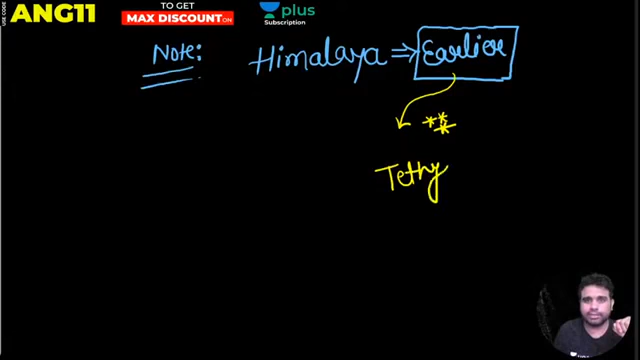 USE CODE
ANG11
TO GET
MAX DISCOUNT ON
plus
Subscription
Note: Himalaya ⇒ Earlier
***
Tethy